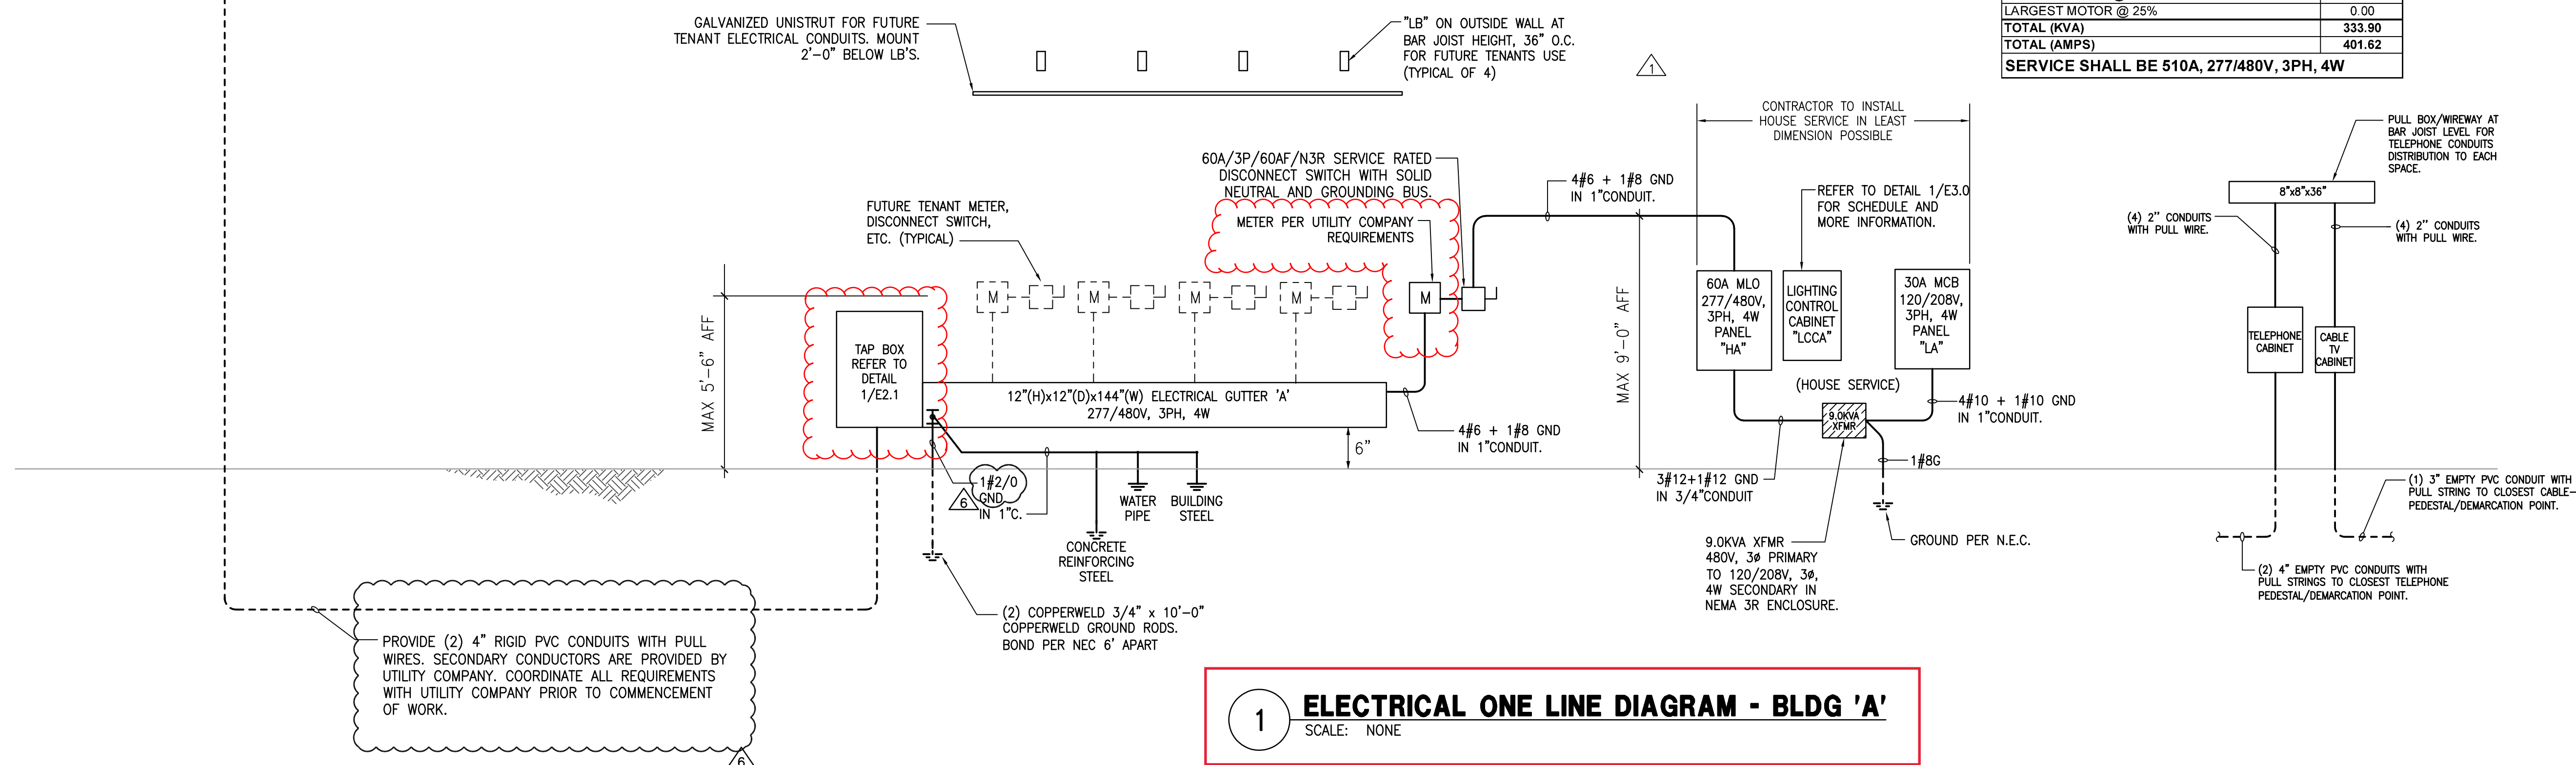 GALVANIZED UNISTRUT FOR FUTURE
TENANT ELECTRICAL CONDUITS. MOUNT
2'-0" BELOW LB'S.
"LB" ON OUTSIDE WALL AT
BAR JOIST HEIGHT, 36" O.C.
FOR FUTURE TENANTS USE
(TYPICAL OF 4)
1
LARGEST MOTOR @ 25% 0.00
TOTAL (KVA) 333.90
TOTAL (AMPS) 401.62
SERVICE SHALL BE 510A, 277/480V, 3PH, 4W
CONTRACTOR TO INSTALL
HOUSE SERVICE IN LEAST
DIMENSION POSSIBLE
PULL BOX/WIREWAY AT
BAR JOIST LEVEL FOR
TELEPHONE CONDUITS
DISTRIBUTION TO EACH
SPACE.
60A/3P/60AF/N3R SERVICE RATED
DISCONNECT SWITCH WITH SOLID
NEUTRAL AND GROUNDING BUS.
METER PER UTILITY COMPANY
REQUIREMENTS
4#6 + 1#8 GND
IN 1"CONDUIT.
REFER TO DETAIL 1/E3.0
FOR SCHEDULE AND
MORE INFORMATION.
8"x8"x36"
(4) 2'' CONDUITS
WITH PULL WIRE.
(4) 2" CONDUITS
WITH PULL WIRE.
FUTURE TENANT METER,
DISCONNECT SWITCH,
ETC. (TYPICAL)
M
M
M
M
M
MAX 5'-6" AFF
TAP BOX
REFER TO
DETAIL
1/E2.1
12"(H)x12"(D)x144"(W) ELECTRICAL GUTTER 'A'
277/480V, 3PH, 4W
MAX 9'-0" AFF
60A MLO
277/480V,
3PH, 4W
PANEL
"HA"
LIGHTING
CONTROL
CABINET
"LCCA"
30A MCB
120/208V,
3PH, 4W
PANEL
"LA"
TELEPHONE
CABINET
CABLE
TV
CABINET
(HOUSE SERVICE)
9.0KVA
XFMR
4#10 + 1#10 GND
IN 1"CONDUIT.
4#6 + 1#8 GND
IN 1"CONDUIT.
6"
1#8G
3#12+1#12 GND
IN 3/4"CONDUIT
1#2/0
GND
IN 1"C.
6
WATER
PIPE
BUILDING
STEEL
CONCRETE
REINFORCING
STEEL
(1) 3" EMPTY PVC CONDUIT WITH
PULL STRING TO CLOSEST CABLE-
PEDESTAL/DEMARCATION POINT.
9.0KVA XFMR
480V, 3ø PRIMARY
TO 120/208V, 3ø,
4W SECONDARY IN
NEMA 3R ENCLOSURE.
GROUND PER N.E.C.
(2) 4" EMPTY PVC CONDUITS WITH
PULL STRINGS TO CLOSEST TELEPHONE
PEDESTAL/DEMARCATION POINT.
(2) COPPERWELD 3/4" x 10'-0"
COPPERWELD GROUND RODS.
BOND PER NEC 6' APART
PROVIDE (2) 4" RIGID PVC CONDUITS WITH PULL
WIRES. SECONDARY CONDUCTORS ARE PROVIDED BY
UTILITY COMPANY. COORDINATE ALL REQUIREMENTS
WITH UTILITY COMPANY PRIOR TO COMMENCEMENT
OF WORK.
6
1
ELECTRICAL ONE LINE DIAGRAM - BLDG 'A'
SCALE: NONE